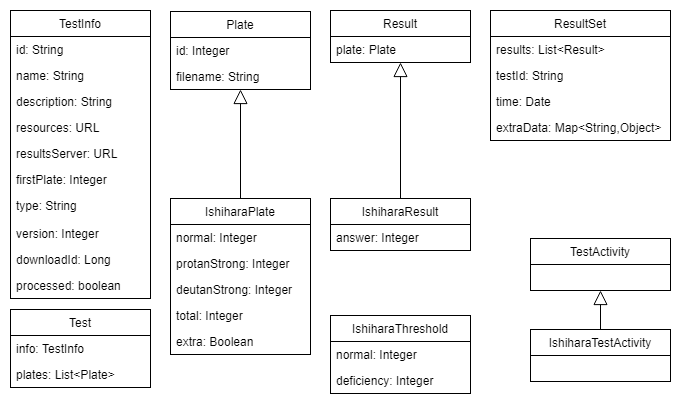 TestInfo
id: String
name: String
description: String
resources: URL
resultsServer: URL
firstPlate: Integer
type: String
version: Integer
downloadId: Long
processed: boolean
Test
info: TestInfo
plates: List<Plate>
Plate
id: Integer
filename: String
IshiharaPlate
normal: Integer
protanStrong: Integer
deutanStrong: Integer
total: Integer
extra: Boolean
Result
plate: Plate
IshiharaResult
answer: Integer
IshiharaThreshold
normal: Integer
deficiency: Integer
ResultSet
results: List<Result>
testId: String
time: Date
extraData: Map<String,Object>
TestActivity
IshiharaTestActivity